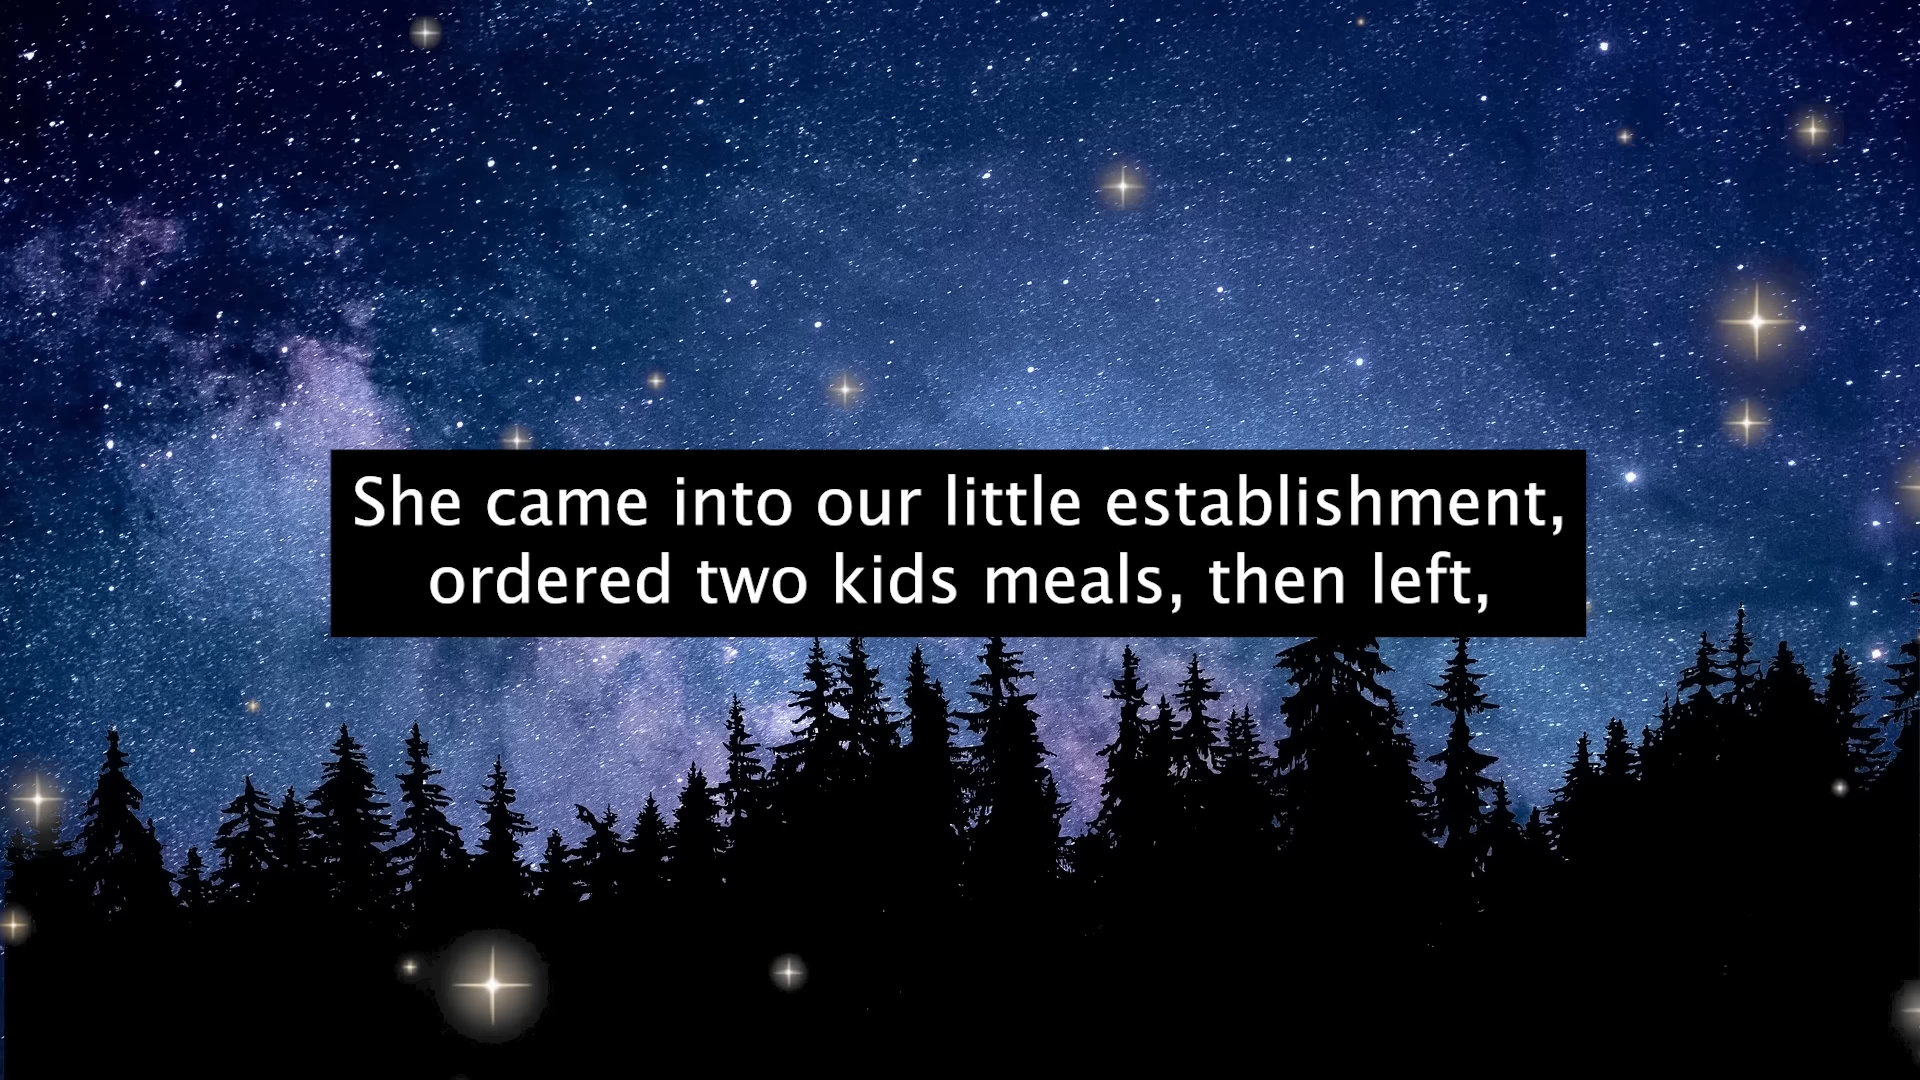 She came into our little establishment,
ordered two kids meals, then left,